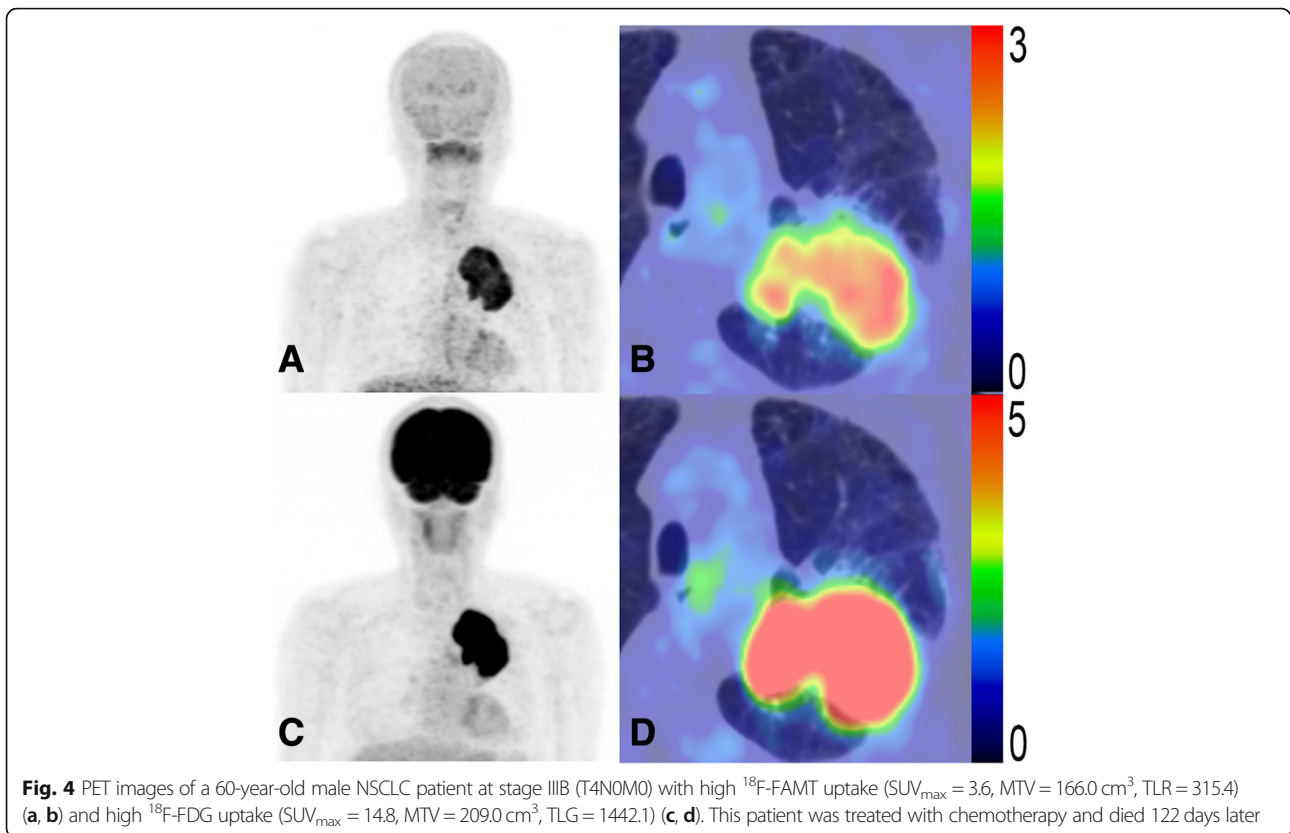 3
A
B
0
5
C
D
0
Fig. 4 PET images of a 60-year-old male NSCLC patient at stage IIIB (T4N0M0) with high ¹⁸F-FAMT uptake (SUVmax = 3.6, MTV = 166.0 cm³, TLR = 315.4)
(a, b) and high ¹⁸F-FDG uptake (SUVmax = 14.8, MTV = 209.0 cm³, TLG = 1442.1) (c, d). This patient was treated with chemotherapy and died 122 days later